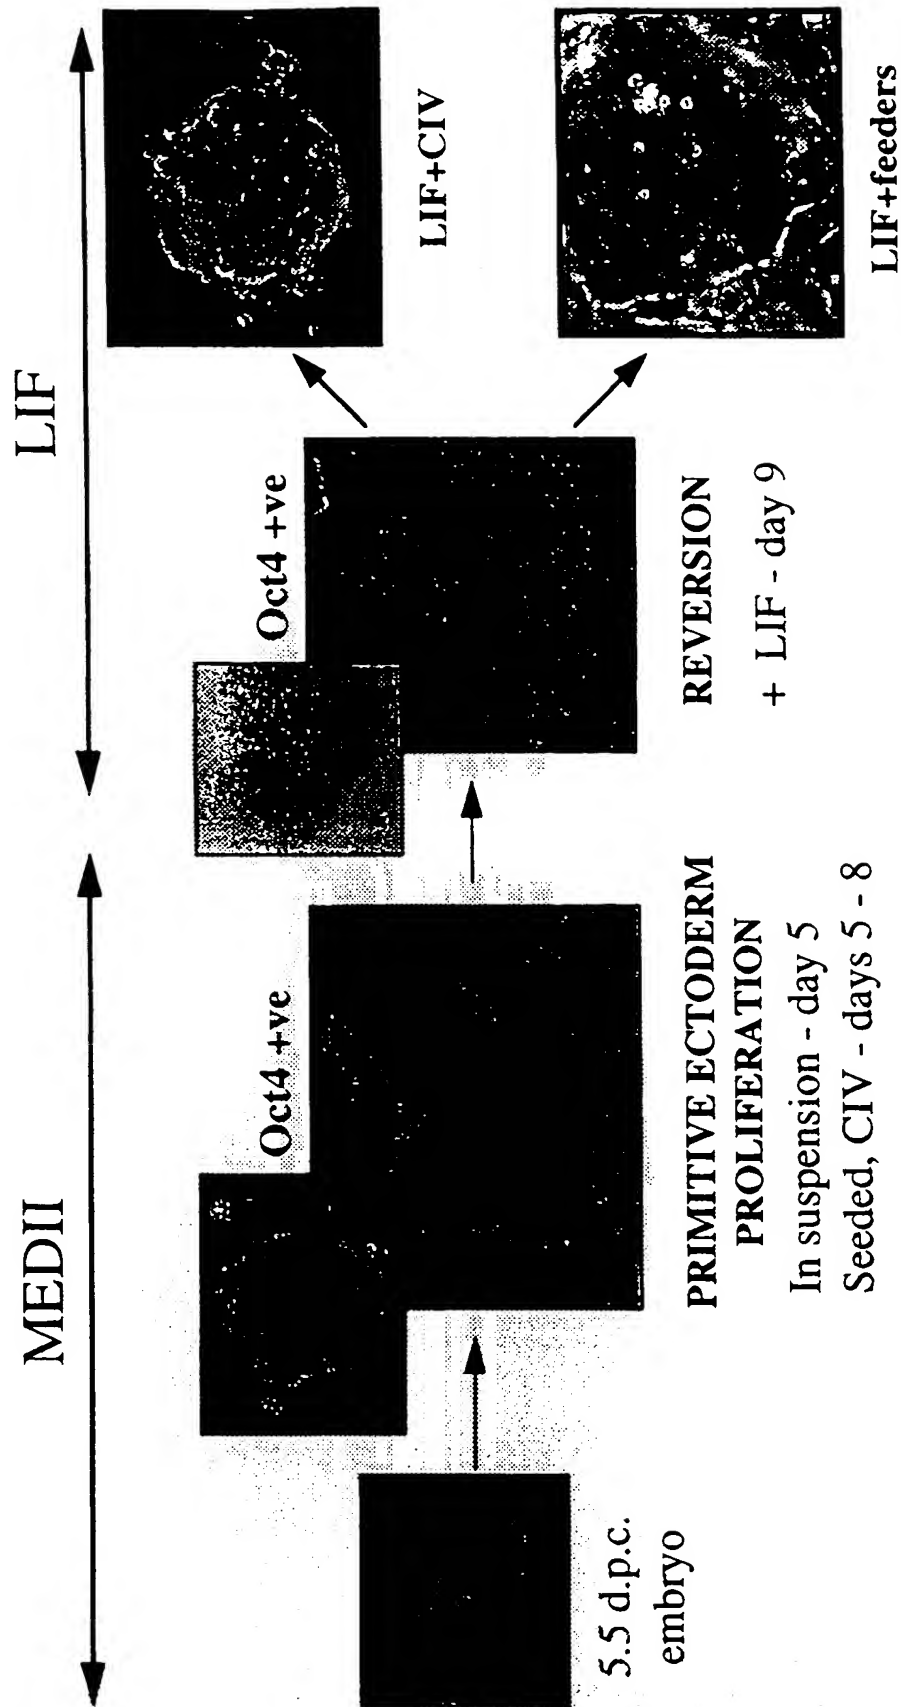 MEDII
LIF
5.5 d.p.c.
embryo
Oct4 +ve
PRIMITIVE ECTODERM
PROLIFERATION
In suspension - day 5
Seeded, CIV - days 5 - 8
Oct4 +ve
REVERSION
+ LIF - day 9
LIF+CIV
LIF+feeders